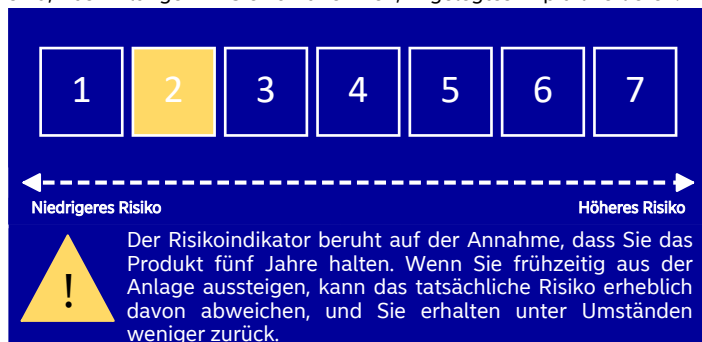 1 2 3 4 5 6 7
Niedrigeres Risiko Höheres Risiko
! Der Risikoindikator beruht auf der Annahme, dass Sie das
Produkt fünf Jahre halten. Wenn Sie frühzeitig aus der
Anlage aussteigen, kann das tatsächliche Risiko erheblich
davon abweichen, und Sie erhalten unter Umständen
weniger zurück.